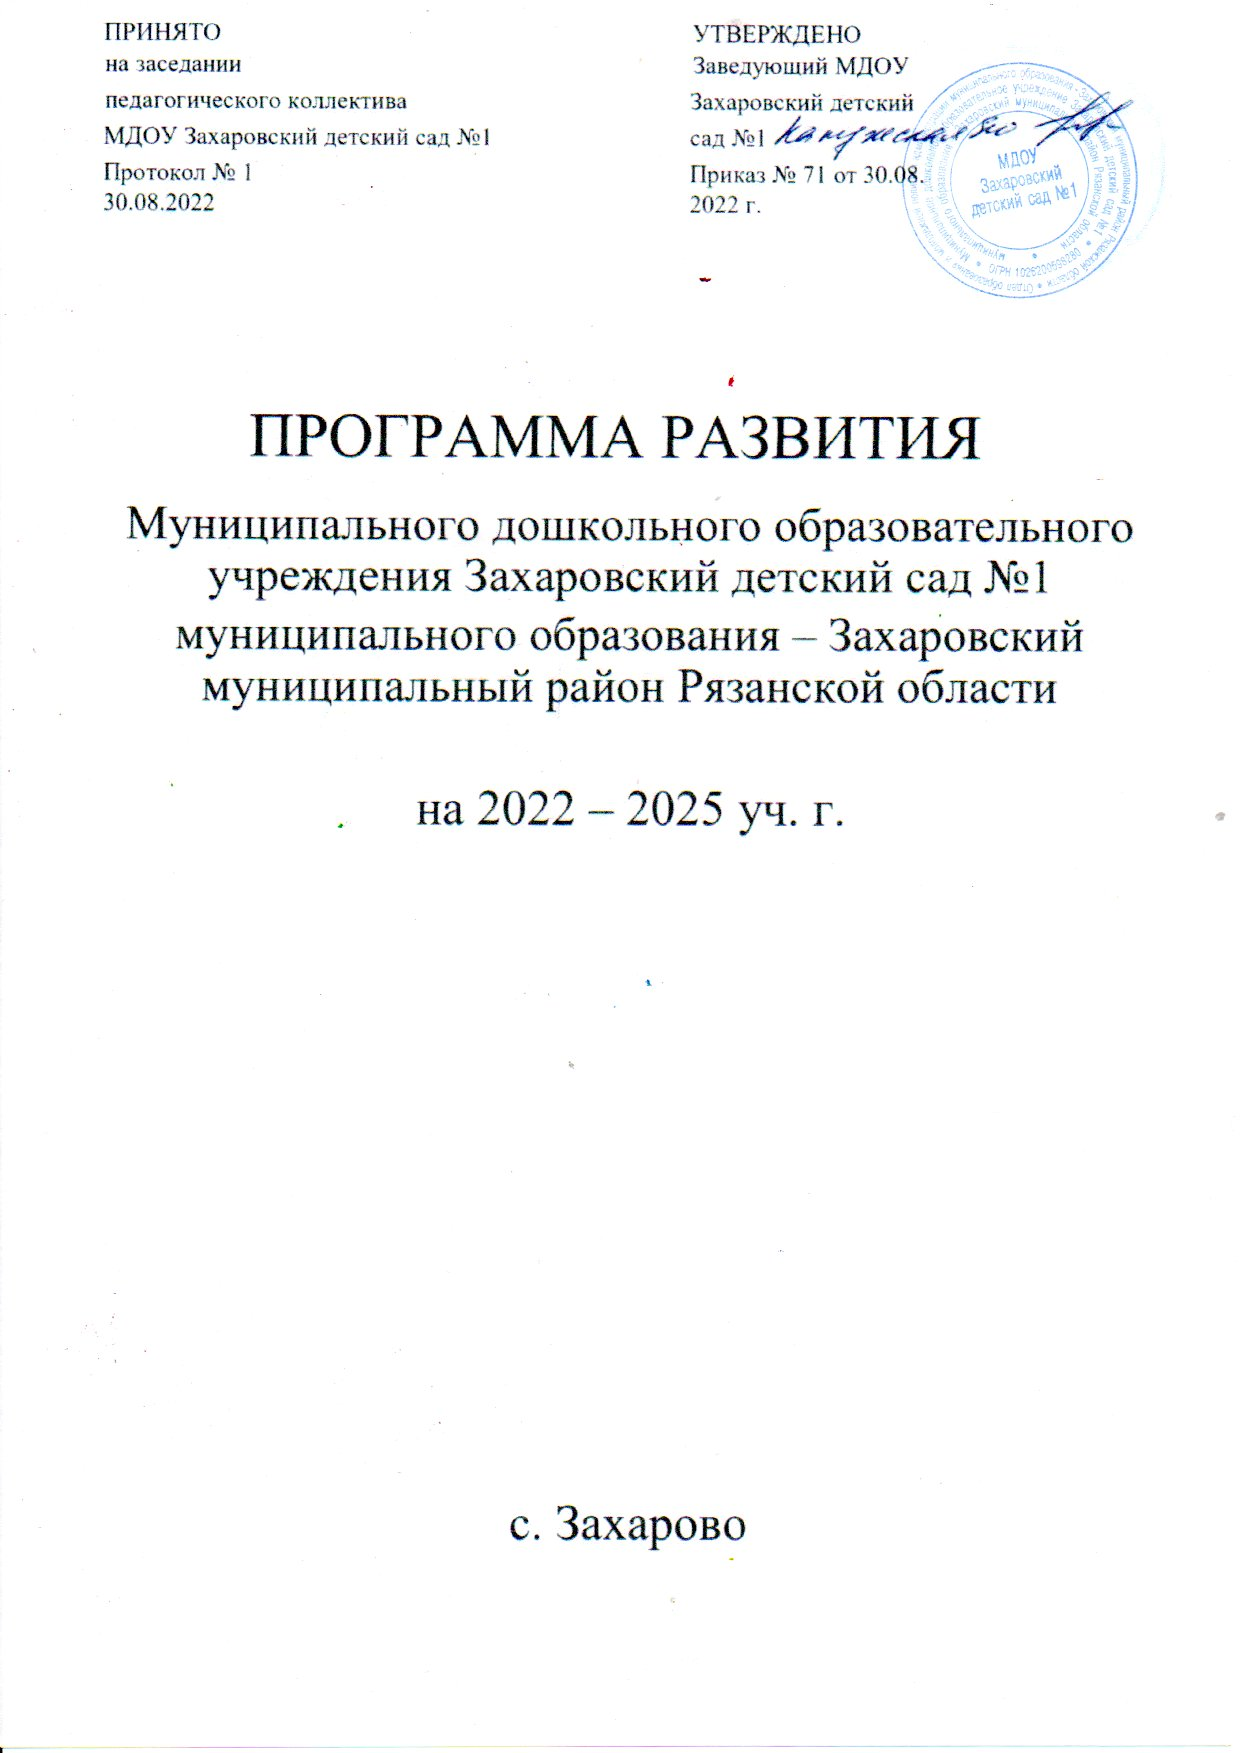 ПРИНЯТО
на заседании
педагогического коллектива
МДОУ Захаровский детский сад №1
Протокол № 1
30.08.2022
УТВЕРЖДЕНО
Заведующий МДОУ
Захаровский детский
сад №1
Приказ № 71 от 30.08.
2022 г.
МДОУ
Захаровский
детский сад №1
ПРОГРАММА РАЗВИТИЯ
Муниципального дошкольного образовательного
учреждения Захаровский детский сад №1
муниципального образования – Захаровский
муниципальный район Рязанской области
на 2022 – 2025 уч. г.
с. Захарово